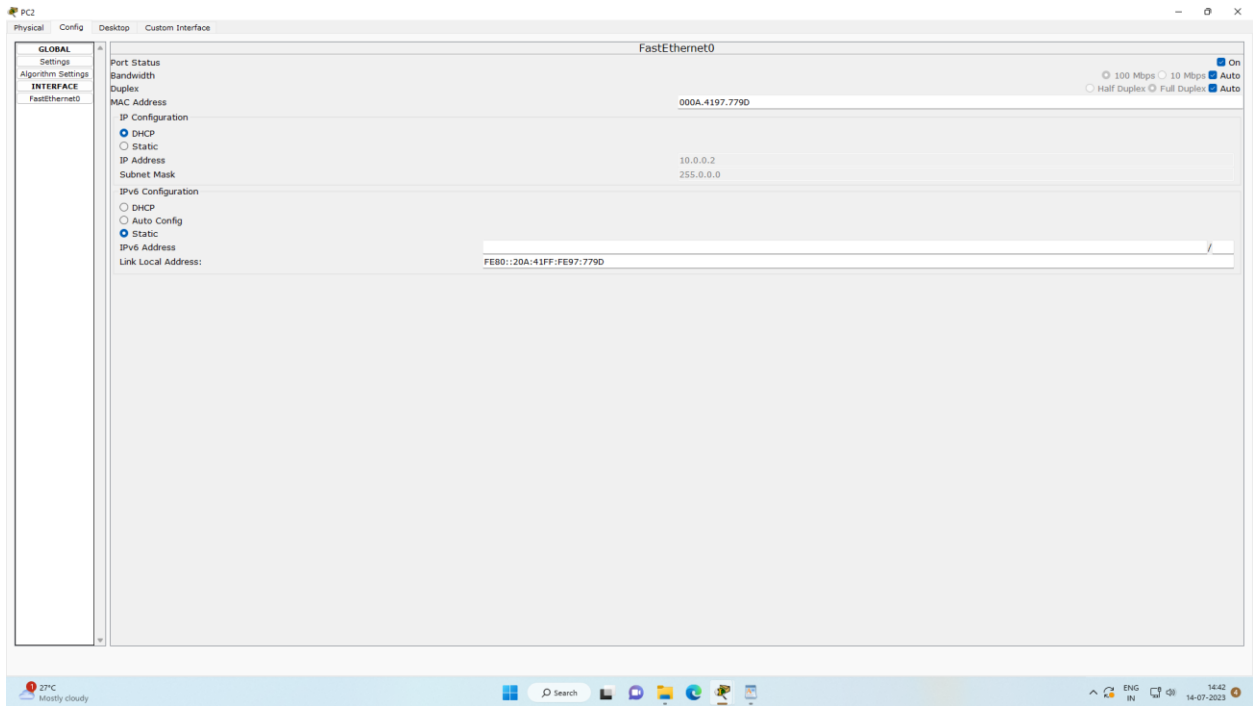 PC2
Physical Config Desktop Custom Interface
GLOBAL
Settings
Algorithm Settings
INTERFACE
FastEthernet0
FastEthernet0
Port Status On
Bandwidth 100 Mbps 10 Mbps Auto
Duplex Half Duplex Full Duplex Auto
MAC Address 000A.4197.779D
IP Configuration
DHCP
Static
IP Address 10.0.0.2
Subnet Mask 255.0.0.0
IPv6 Configuration
DHCP
Auto Config
Static
IPv6 Address /
Link Local Address: FE80::20A:41FF:FE97:779D
1
27°C
Mostly cloudy
Search
ENG
IN
14:42
14-07-2023
4